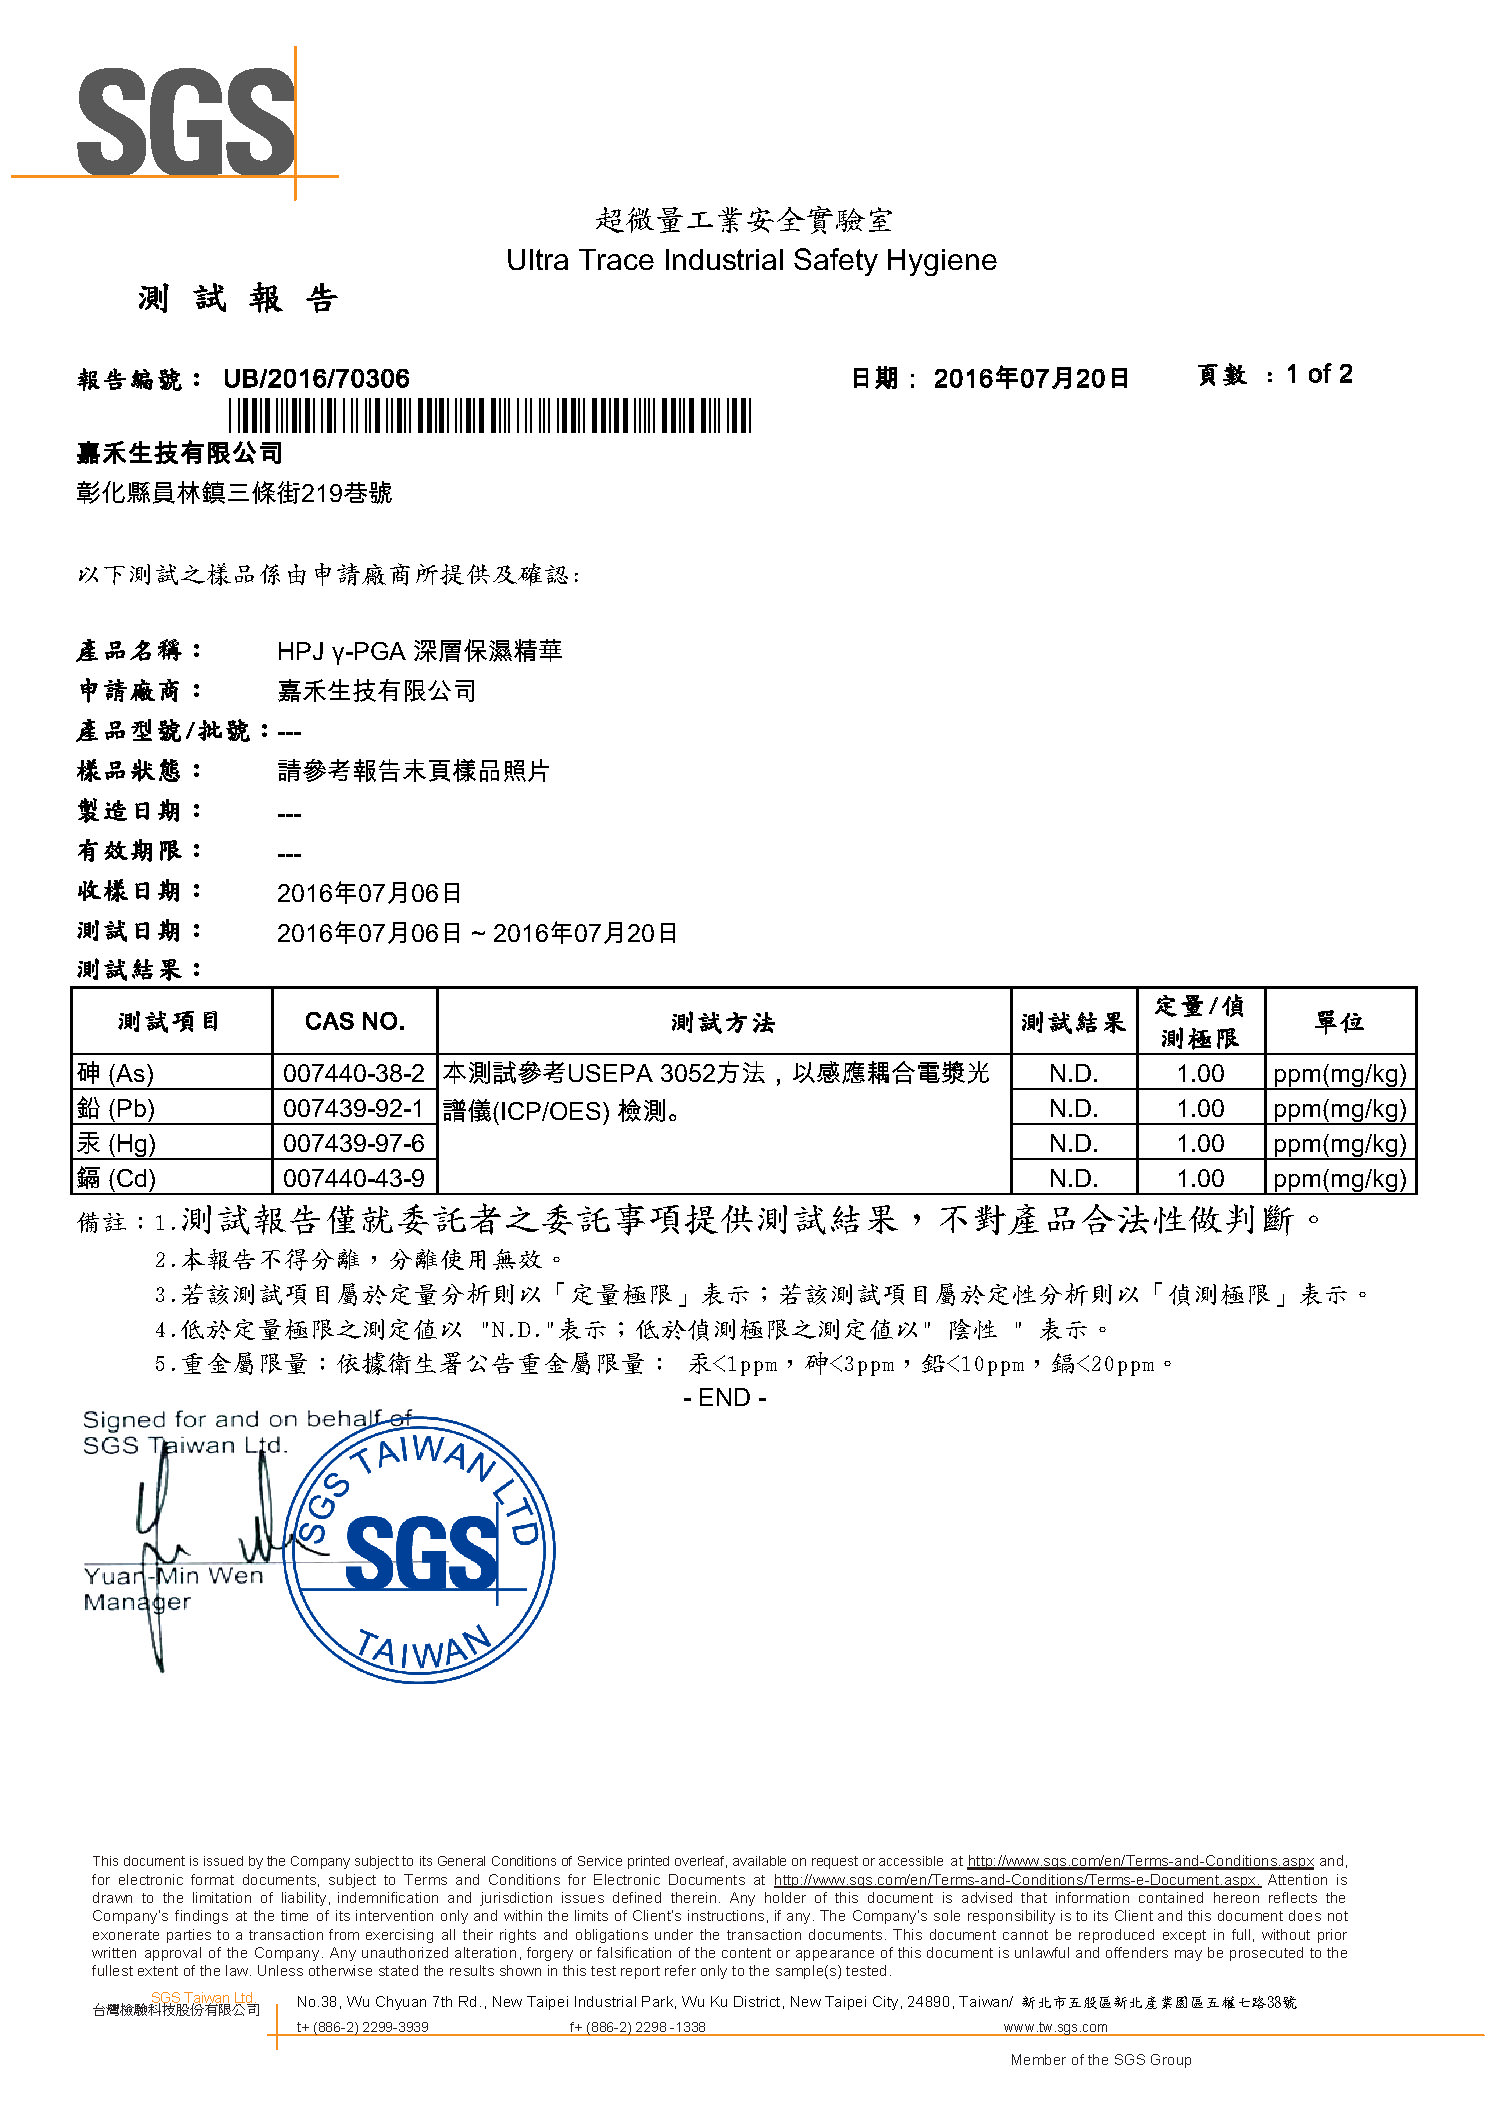 SGS
超微量工業安全實驗室
Ultra Trace Industrial Safety Hygiene
測 試 報 告
報告編號： UB/2016/70306 日期： 2016年07月20日 頁數 ：1 of 2
嘉禾生技有限公司
彰化縣員林鎮三條街219巷號
以下測試之樣品係由申請廠商所提供及確認:
產品名稱： HPJ γ-PGA 深層保濕精華
申請廠商： 嘉禾生技有限公司
產品型號/批號：---
樣品狀態： 請參考報告末頁樣品照片
製造日期： ---
有效期限： ---
收樣日期： 2016年07月06日
測試日期： 2016年07月06日 ~ 2016年07月20日
測試結果：
測試項目 CAS NO. 測試方法 測試結果 定量/偵測極限 單位
砷 (As) 007440-38-2 本測試參考USEPA 3052方法，以感應耦合電漿光 N.D. 1.00 ppm(mg/kg)
鉛 (Pb) 007439-92-1 譜儀(ICP/OES) 檢測。 N.D. 1.00 ppm(mg/kg)
汞 (Hg) 007439-97-6 N.D. 1.00 ppm(mg/kg)
鎘 (Cd) 007440-43-9 N.D. 1.00 ppm(mg/kg)
備註：1.測試報告僅就委託者之委託事項提供測試結果，不對產品合法性做判斷。
2.本報告不得分離，分離使用無效。
3.若該測試項目屬於定量分析則以「定量極限」表示；若該測試項目屬於定性分析則以「偵測極限」表示。
4.低於定量極限之測定值以 "N.D."表示；低於偵測極限之測定值以" 陰性 " 表示。
5.重金屬限量：依據衛生署公告重金屬限量： 汞<1ppm，砷<3ppm，鉛<10ppm，鎘<20ppm。
- END -
Signed for and on behalf of
SGS Taiwan Ltd.
Yuan-Min Wen
Manager
SGS TAIWAN LTD
SGS
TAIWAN
This document is issued by the Company subject to its General Conditions of Service printed overleaf, available on request or accessible at http://www.sgs.com/en/Terms-and-Conditions.aspx and,
for electronic format documents, subject to Terms and Conditions for Electronic Documents at http://www.sgs.com/en/Terms-and-Conditions/Terms-e-Document.aspx. Attention is
drawn to the limitation of liability, indemnification and jurisdiction issues defined therein. Any holder of this document is advised that information contained hereon reflects the
Company's findings at the time of its intervention only and within the limits of Client's instructions, if any. The Company's sole responsibility is to its Client and this document does not
exonerate parties to a transaction from exercising all their rights and obligations under the transaction documents. This document cannot be reproduced except in full, without prior
written approval of the Company. Any unauthorized alteration, forgery or falsification of the content or appearance of this document is unlawful and offenders may be prosecuted to the
fullest extent of the law. Unless otherwise stated the results shown in this test report refer only to the sample(s) tested.
SGS Taiwan Ltd.
台灣檢驗科技股份有限公司
No.38, Wu Chyuan 7th Rd., New Taipei Industrial Park, Wu Ku District, New Taipei City, 24890, Taiwan/ 新北市五股區新北產業園區五權七路38號
t+ (886-2) 2299-3939 f+ (886-2) 2298 -1338 www.tw.sgs.com
Member of the SGS Group